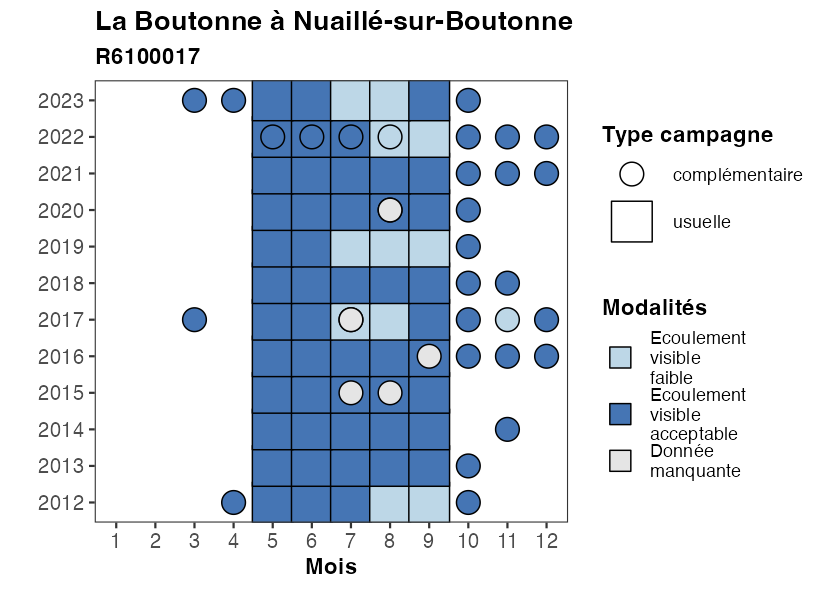 La Boutonne à Nuaillé-sur-Boutonne
R6100017
2023
2022
2021
2020
2019
2018
2017
2016
2015
2014
2013
2012
1 2 3 4 5 6 7 8 9 10 11 12
Mois
Type campagne
complémentaire
usuelle
Modalités
Ecoulement
visible
faible
Ecoulement
visible
acceptable
Donnée
manquante